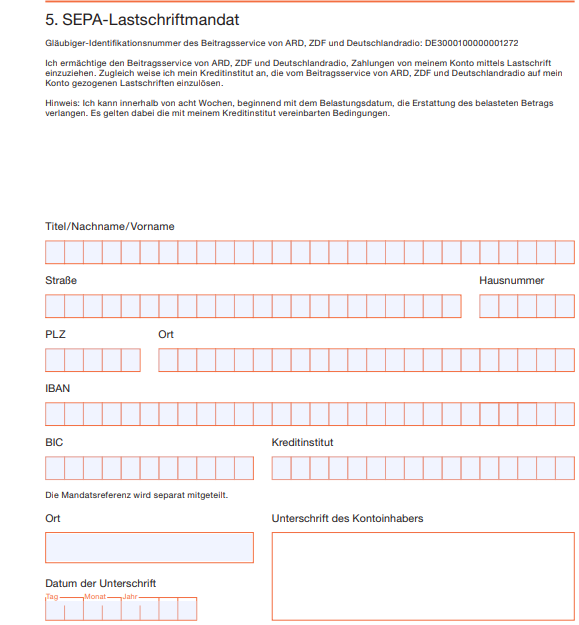 5. SEPA-Lastschriftmandat
Gläubiger-Identifikationsnummer des Beitragsservice von ARD, ZDF und Deutschlandradio: DE3000100000001272
Ich ermächtige den Beitragsservice von ARD, ZDF und Deutschlandradio, Zahlungen von meinem Konto mittels Lastschrift
einzuziehen. Zugleich weise ich mein Kreditinstitut an, die vom Beitragsservice von ARD, ZDF und Deutschlandradio auf mein
Konto gezogenen Lastschriften einzulösen.
Hinweis: Ich kann innerhalb von acht Wochen, beginnend mit dem Belastungsdatum, die Erstattung des belasteten Betrags
verlangen. Es gelten dabei die mit meinem Kreditinstitut vereinbarten Bedingungen.
Titel/Nachname/Vorname
Straße Hausnummer
PLZ Ort
IBAN
BIC Kreditinstitut
Die Mandatsreferenz wird separat mitgeteilt.
Ort Unterschrift des Kontoinhabers
Datum der Unterschrift
Tag Monat Jahr